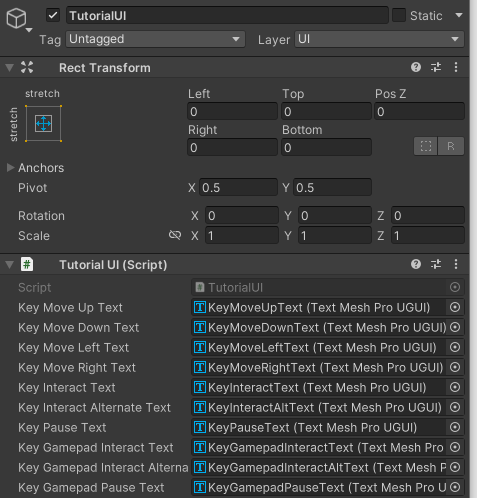 TutorialUI Static
Tag Untagged Layer UI
Rect Transform
stretch Left Top Pos Z
stretch 0 0 0
Right Bottom
0 0 R
Anchors
Pivot X 0.5 Y 0.5
Rotation X 0 Y 0 Z 0
Scale X 1 Y 1 Z 1
# Tutorial UI (Script)
Script # TutorialUI
Key Move Up Text T KeyMoveUpText (Text Mesh Pro UGUI)
Key Move Down Text T KeyMoveDownText (Text Mesh Pro UGUI)
Key Move Left Text T KeyMoveLeftText (Text Mesh Pro UGUI)
Key Move Right Text T KeyMoveRightText (Text Mesh Pro UGUI)
Key Interact Text T KeyInteractText (Text Mesh Pro UGUI)
Key Interact Alternate Text T KeyInteractAltText (Text Mesh Pro UGUI)
Key Pause Text T KeyPauseText (Text Mesh Pro UGUI)
Key Gamepad Interact Text T KeyGamepadInteractText (Text Mesh Pro
Key Gamepad Interact Alterna T KeyGamepadInteractAltText (Text Mesh P
Key Gamepad Pause Text T KeyGamepadPauseText (Text Mesh Pro U